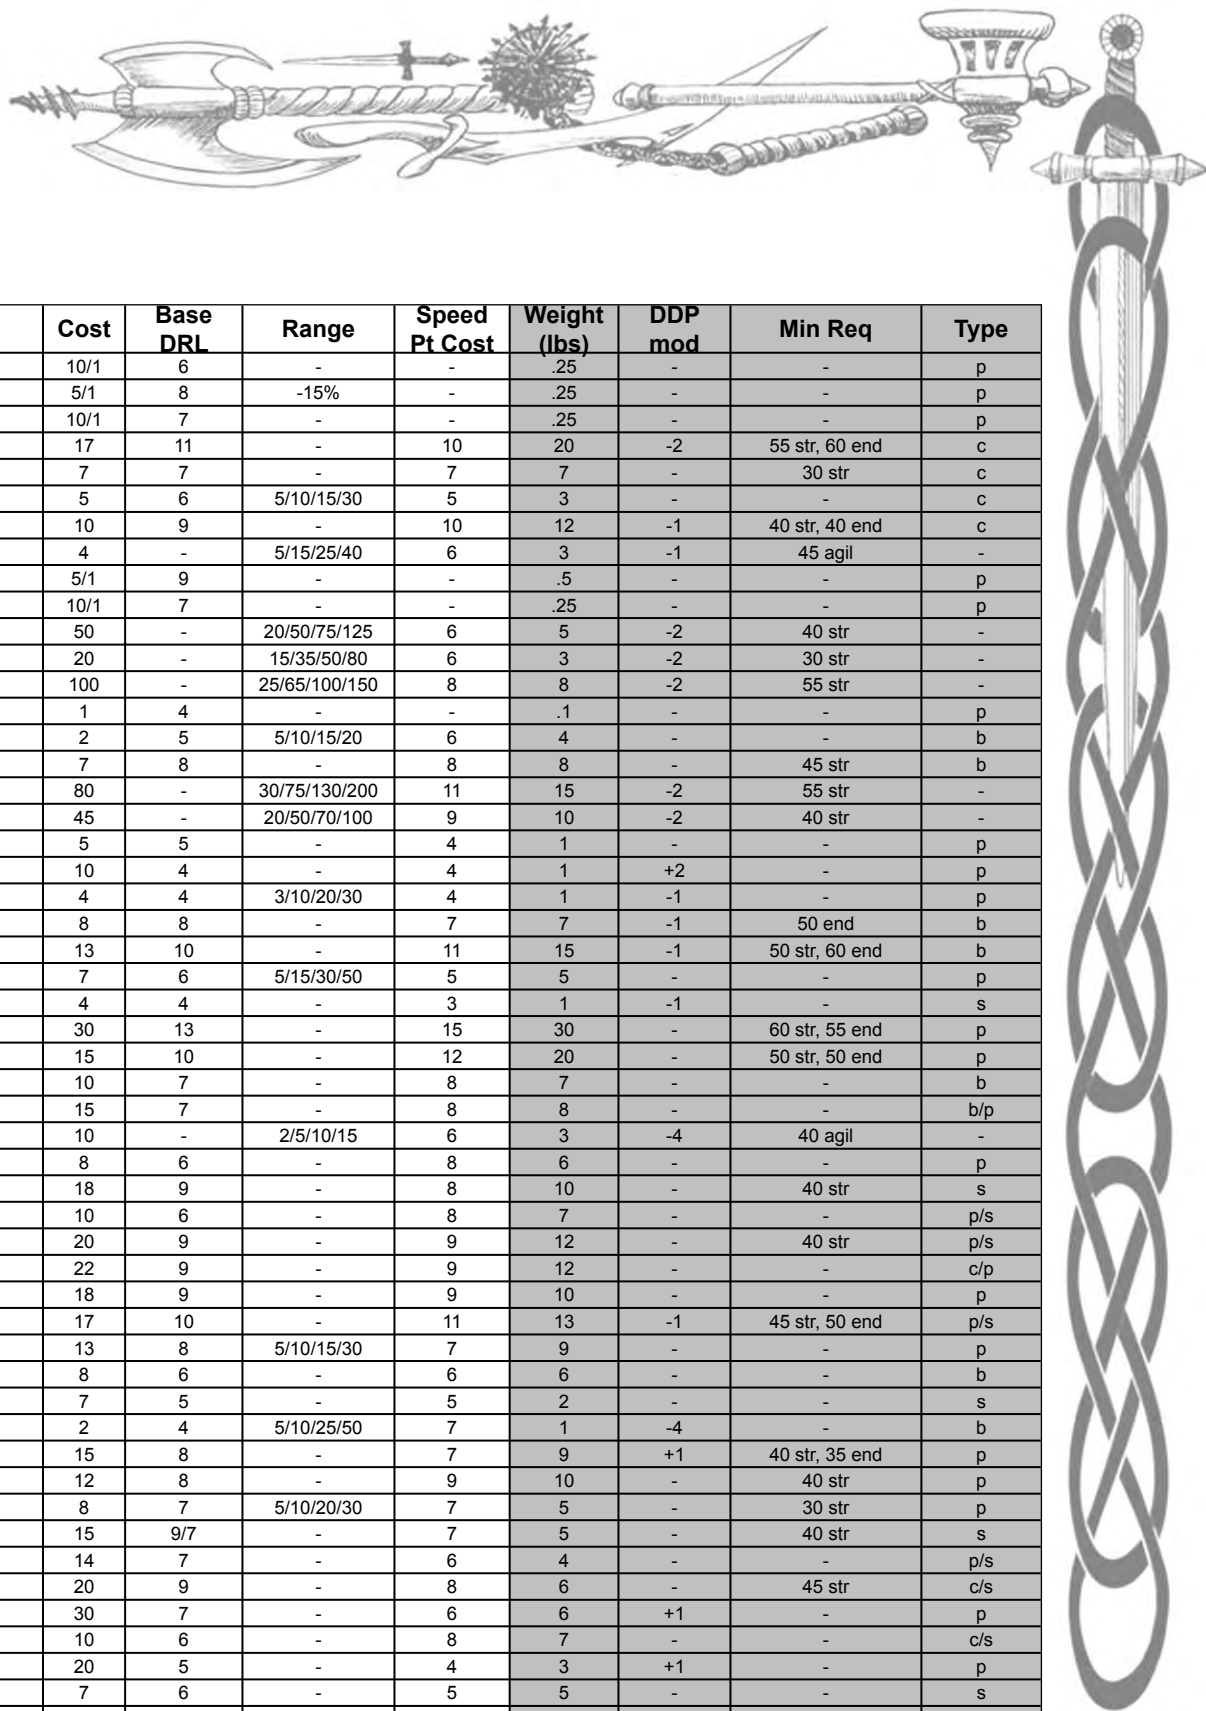 Cost Base DRL Range Speed Pt Cost Weight (lbs) DDP mod Min Req Type
10/1 6 - - .25 - - p
5/1 8 -15% - .25 - - p
10/1 7 - - .25 - - p
17 11 - 10 20 -2 55 str, 60 end c
7 7 - 7 7 - 30 str c
5 6 5/10/15/30 5 3 - - c
10 9 - 10 12 -1 40 str, 40 end c
4 - 5/15/25/40 6 3 -1 45 agil -
5/1 9 - - .5 - - p
10/1 7 - - .25 - - p
50 - 20/50/75/125 6 5 -2 40 str -
20 - 15/35/50/80 6 3 -2 30 str -
100 - 25/65/100/150 8 8 -2 55 str -
1 4 - - .1 - - p
2 5 5/10/15/20 6 4 - - b
7 8 - 8 8 - 45 str b
80 - 30/75/130/200 11 15 -2 55 str -
45 - 20/50/70/100 9 10 -2 40 str -
5 5 - 4 1 - - p
10 4 - 4 1 +2 - p
4 4 3/10/20/30 4 1 -1 - p
8 8 - 7 7 -1 50 end b
13 10 - 11 15 -1 50 str, 60 end b
7 6 5/15/30/50 5 5 - - p
4 4 - 3 1 -1 - s
30 13 - 15 30 - 60 str, 55 end p
15 10 - 12 20 - 50 str, 50 end p
10 7 - 8 7 - - b
15 7 - 8 8 - - b/p
10 - 2/5/10/15 6 3 -4 40 agil -
8 6 - 8 6 - - p
18 9 - 8 10 - 40 str s
10 6 - 8 7 - - p/s
20 9 - 9 12 - 40 str p/s
22 9 - 9 12 - - c/p
18 9 - 9 10 - - p
17 10 - 11 13 -1 45 str, 50 end p/s
13 8 5/10/15/30 7 9 - - p
8 6 - 6 6 - - b
7 5 - 5 2 - - s
2 4 5/10/25/50 7 1 -4 - b
15 8 - 7 9 +1 40 str, 35 end p
12 8 - 9 10 - 40 str p
8 7 5/10/20/30 7 5 - 30 str p
15 9/7 - 7 5 - 40 str s
14 7 - 6 4 - - p/s
20 9 - 8 6 - 45 str c/s
30 7 - 6 6 +1 - p
10 6 - 8 7 - - c/s
20 5 - 4 3 +1 - p
7 6 - 5 5 - - s